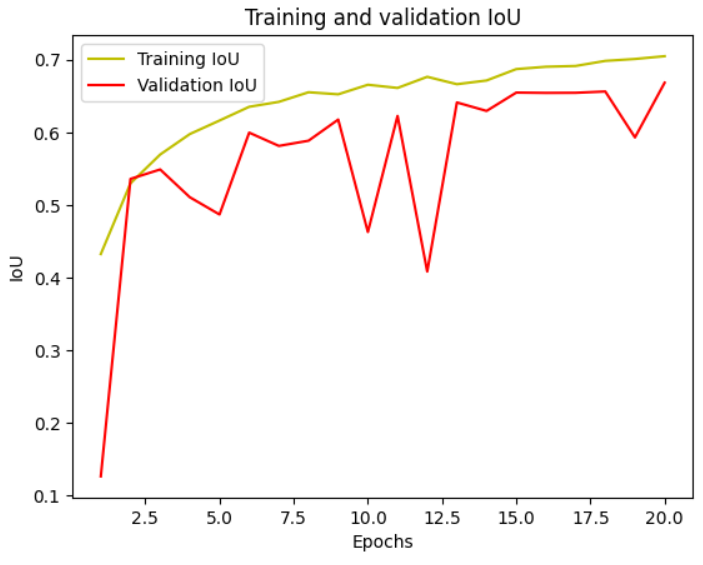 Training and validation IoU
Training IoU
Validation IoU
0.7
0.6
0.5
0.4
0.3
0.2
0.1
IoU
2.5 5.0 7.5 10.0 12.5 15.0 17.5 20.0
Epochs